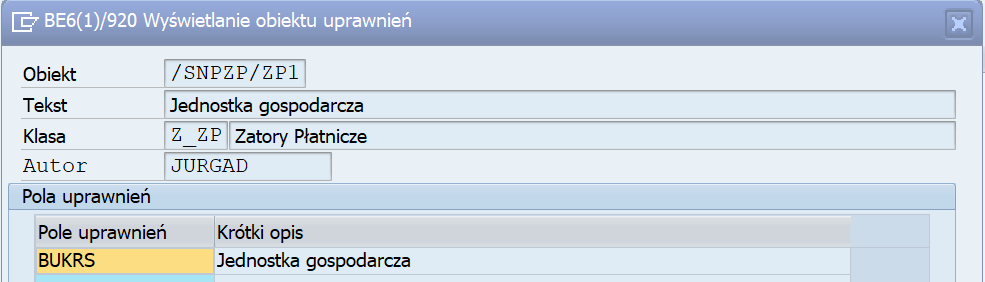 BE6(1)/920 Wyświetlanie obiektu uprawnień
Obiekt /SNPZP/ZP1
Tekst Jednostka gospodarcza
Klasa Z_ZP Zatory Płatnicze
Autor JURGAD
Pola uprawnień
Pole uprawnień Krótki opis
BUKRS Jednostka gospodarcza